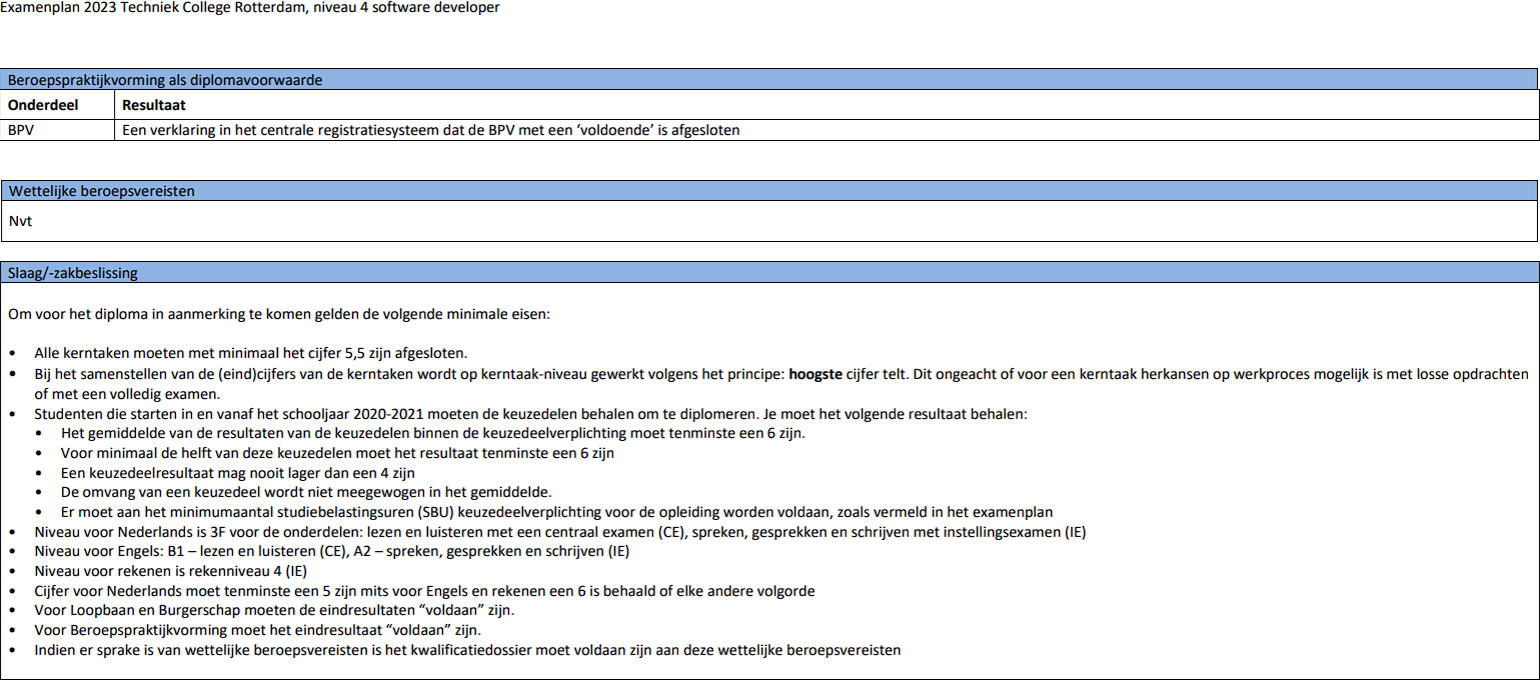 Examenplan 2023 Techniek College Rotterdam, niveau 4 software developer
Beroepspraktijkvorming als diplomavoorwaarde
Onderdeel Resultaat
BPV Een verklaring in het centrale registratiesysteem dat de BPV met een ‘voldoende’ is afgesloten
Wettelijke beroepsvereisten
Nvt
Slaag/-zakbeslissing
Om voor het diploma in aanmerking te komen gelden de volgende minimale eisen:
• Alle kerntaken moeten met minimaal het cijfer 5,5 zijn afgesloten.
• Bij het samenstellen van de (eind)cijfers van de kerntaken wordt op kerntaak-niveau gewerkt volgens het principe: hoogste cijfer telt. Dit ongeacht of voor een kerntaak herkansen op werkproces mogelijk is met losse opdrachten
of met een volledig examen.
• Studenten die starten in en vanaf het schooljaar 2020-2021 moeten de keuzedelen behalen om te diplomeren. Je moet het volgende resultaat behalen:
• Het gemiddelde van de resultaten van de keuzedelen binnen de keuzedeelverplichting moet tenminste een 6 zijn.
• Voor minimaal de helft van deze keuzedelen moet het resultaat tenminste een 6 zijn
• Een keuzedeelresultaat mag nooit lager dan een 4 zijn
• De omvang van een keuzedeel wordt niet meegewogen in het gemiddelde.
• Er moet aan het minimumaantal studiebelastingsuren (SBU) keuzedeelverplichting voor de opleiding worden voldaan, zoals vermeld in het examenplan
• Niveau voor Nederlands is 3F voor de onderdelen: lezen en luisteren met een centraal examen (CE), spreken, gesprekken en schrijven met instellingsexamen (IE)
• Niveau voor Engels: B1 – lezen en luisteren (CE), A2 – spreken, gesprekken en schrijven (IE)
• Niveau voor rekenen is rekenniveau 4 (IE)
• Cijfer voor Nederlands moet tenminste een 5 zijn mits voor Engels en rekenen een 6 is behaald of elke andere volgorde
• Voor Loopbaan en Burgerschap moeten de eindresultaten “voldaan” zijn.
• Voor Beroepspraktijkvorming moet het eindresultaat “voldaan” zijn.
• Indien er sprake is van wettelijke beroepsvereisten is het kwalificatiedossier moet voldaan zijn aan deze wettelijke beroepsvereisten